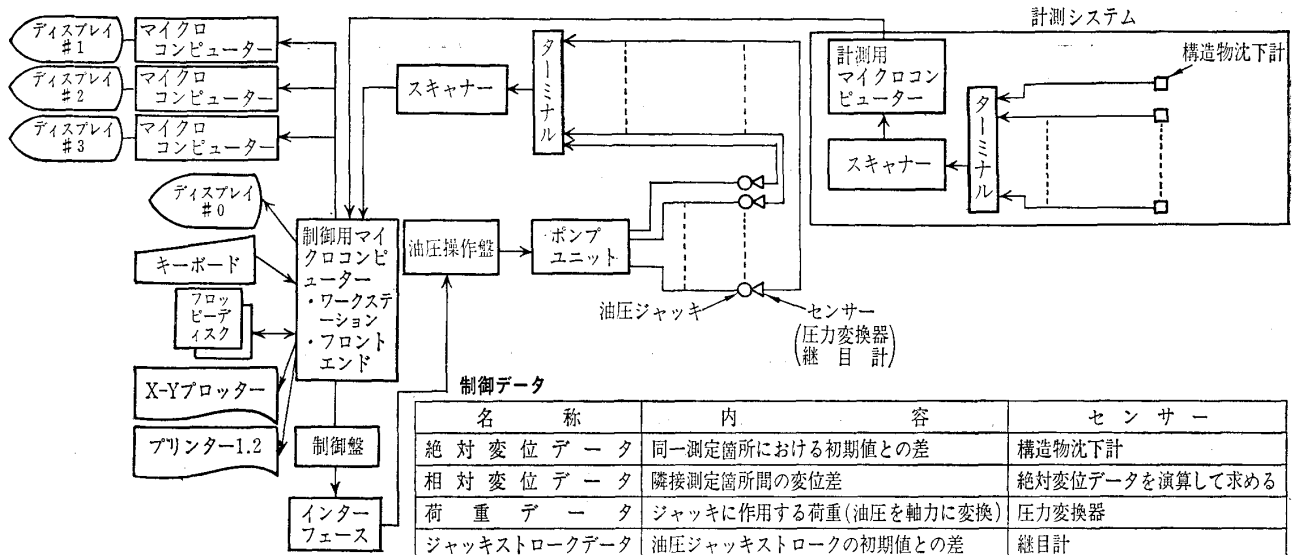 計測システム
ディスプレイ
#1
マイクロ
コンピューター
ディスプレイ
#2
マイクロ
コンピューター
ディスプレイ
#3
マイクロ
コンピューター
スキャナー
ターミナル
計測用
マイクロコン
ピューター
スキャナー
ターミナル
構造物沈下計
ディスプレイ
#0
キーボード
フロッ
ピーデ
ィスク
X-Yプロッター
プリンター1.2
制御用マイ
クロコンピ
ューター
・ワークステ
ーション
・フロント
エンド
制御盤
インター
フェース
油圧操作盤
ポンプ
ユニット
油圧ジャッキ
センサー
(圧力変換器
継目計)
制御データ
名称 内容 センサー
絶対変位データ 同一測定箇所における初期値との差 構造物沈下計
相対変位データ 隣接測定箇所間の変位差 絶対変位データを演算して求める
荷重データ ジャッキに作用する荷重(油圧を軸力に変換) 圧力変換器
ジャッキストロークデータ 油圧ジャッキストロークの初期値との差 継目計